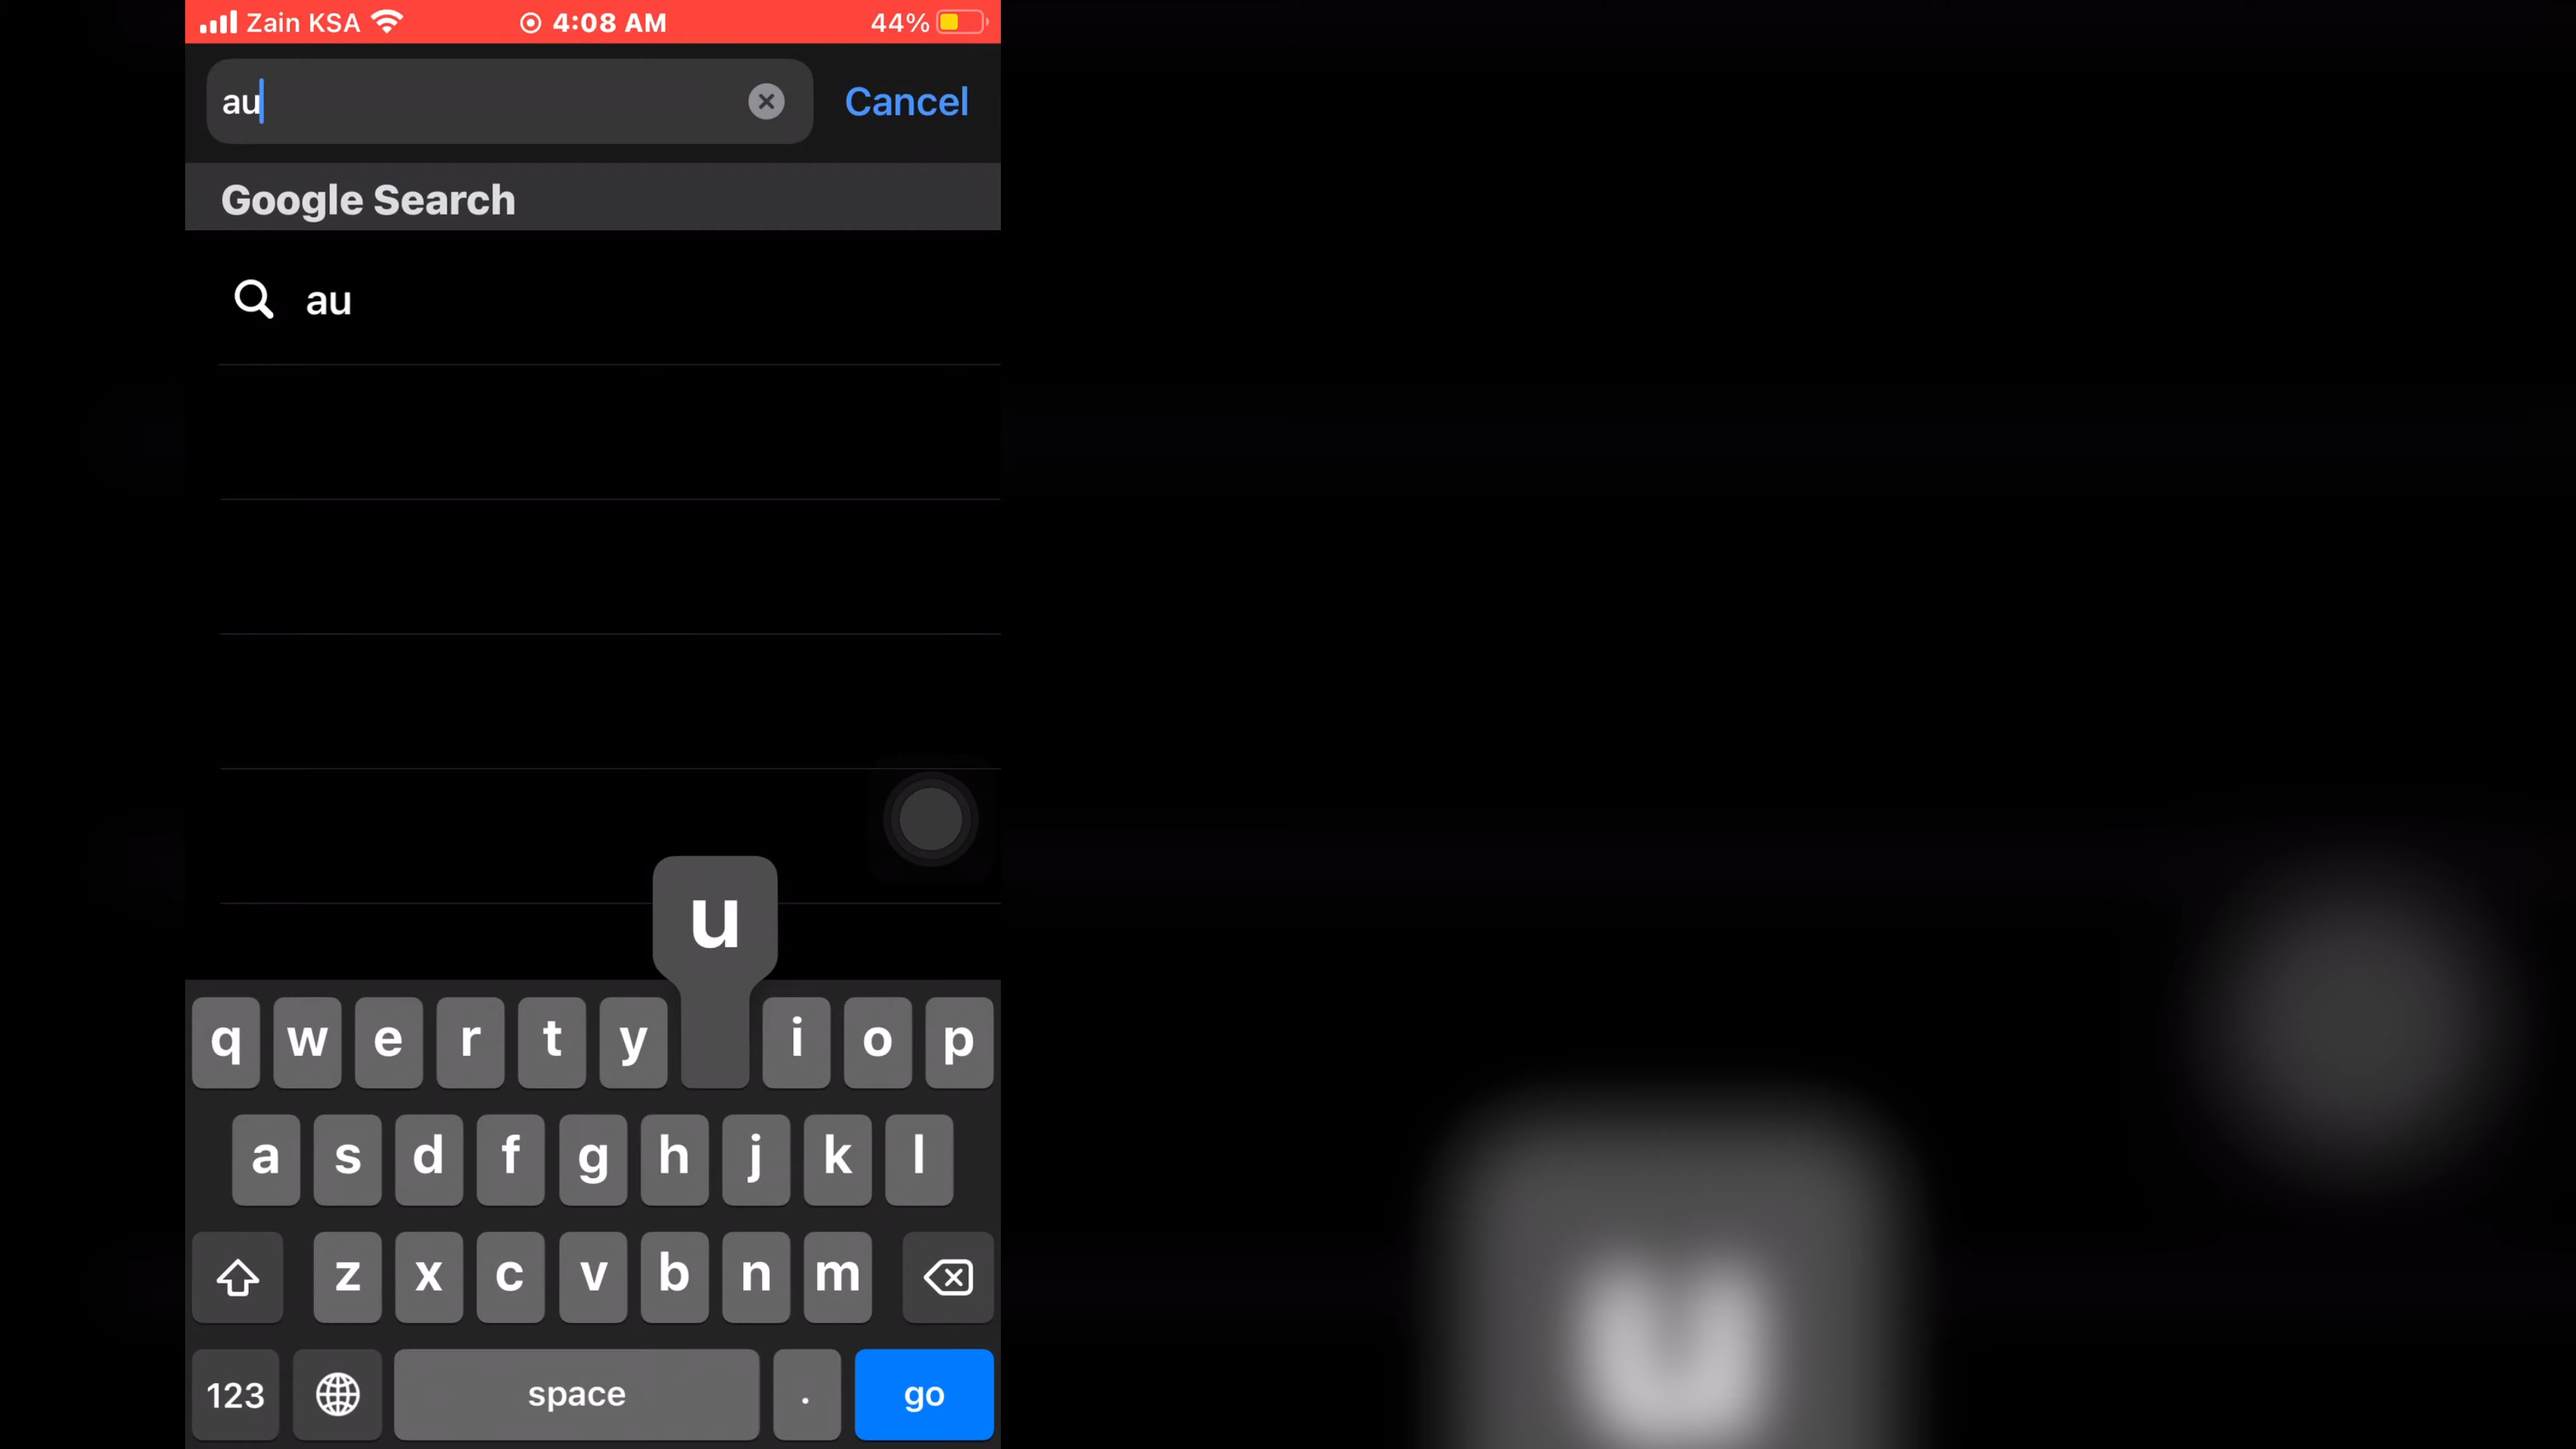 Zain KSA 4:08 AM 44%
au Cancel
Google Search
au
u
q w e r t y i o p
a s d f g h j k l
z x c v b n m
123 space . go